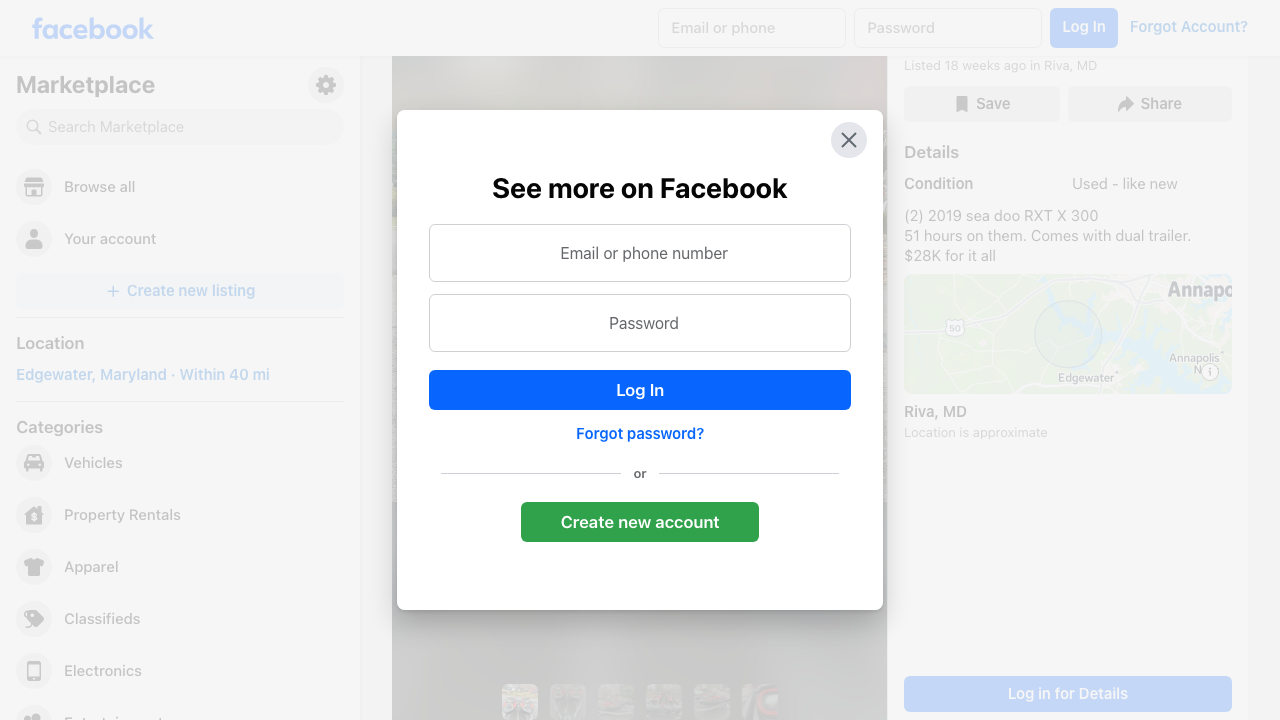 facebook
Email or phone
Password
Log In
Forgot Account?
Marketplace
Search Marketplace
Browse all
Your account
Create new listing
Location
Edgewater, Maryland · Within 40 mi
Categories
Vehicles
Property Rentals
Apparel
Classifieds
Electronics
See more on Facebook
Email or phone number
Password
Log In
Forgot password?
or
Create new account
Listed 18 weeks ago in Riva, MD
Save
Share
Details
Condition
Used - like new
(2) 2019 sea doo RXT X 300
51 hours on them. Comes with dual trailer.
$28K for it all
50
Annapo
Annapolis
Edgewater
Riva, MD
Location is approximate
Log in for Details